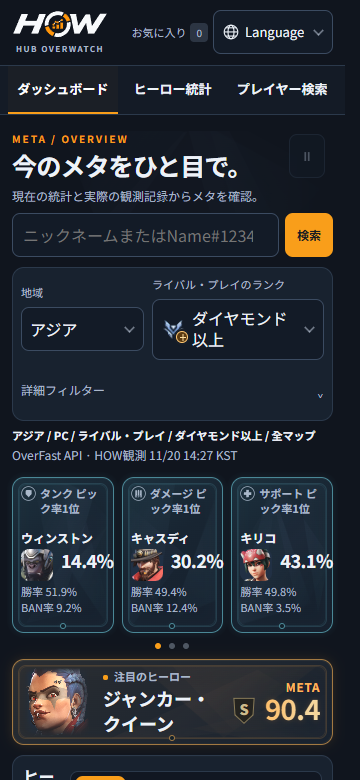 HOW
HUB OVERWATCH
お気に入り 0
Language
ダッシュボード ヒーロー統計 プレイヤー検索
META / OVERVIEW
今のメタをひと目で。
現在の統計と実際の観測記録からメタを確認。
ニックネームまたはName#1234
検索
地域
アジア
ライバル・プレイのランク
ダイヤモンド
以上
詳細フィルター
アジア / PC / ライバル・プレイ / ダイヤモンド以上 / 全マップ
OverFast API · HOW観測 11/20 14:27 KST
タンク ピッ
ク率1位
ウィンストン
14.4%
勝率 51.9%
BAN率 9.2%
ダメージ ピ
ック率1位
キャスディ
30.2%
勝率 49.4%
BAN率 12.4%
サポート ピ
ック率1位
キリコ
43.1%
勝率 49.8%
BAN率 3.5%
注目のヒーロー
ジャンカー・
クイーン
S
META
90.4